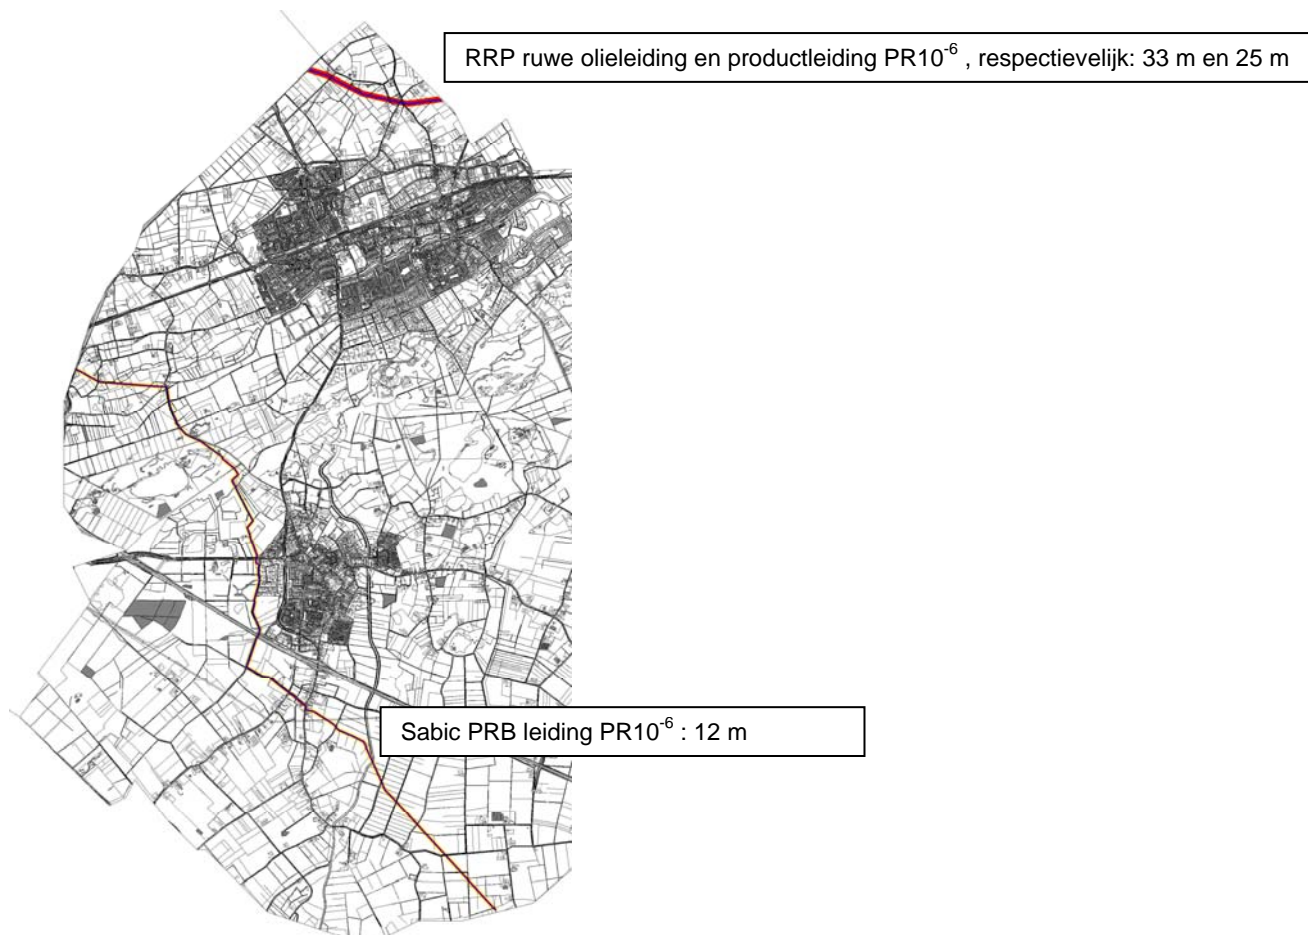 RRP ruwe olieleiding en productleiding PR10⁻⁶ , respectievelijk: 33 m en 25 m
Sabic PRB leiding PR10⁻⁶ : 12 m